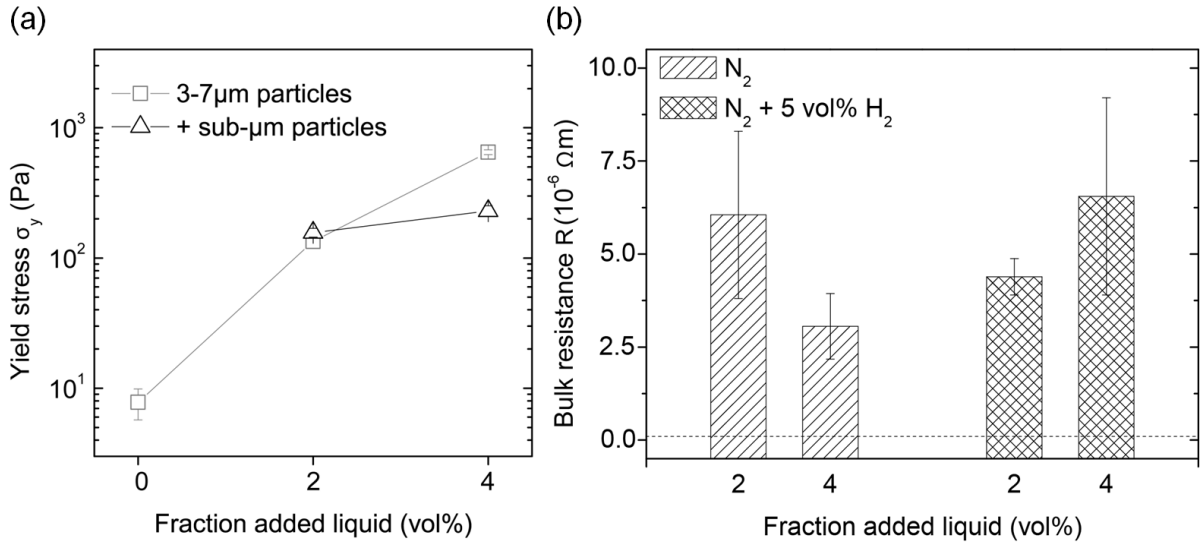 (a)
3-7μm particles
+ sub-μm particles
10³
10²
10¹
Yield stress σ_y (Pa)
0 2 4
Fraction added liquid (vol%)
(b)
N₂
N₂ + 5 vol% H₂
10.0
7.5
5.0
2.5
0.0
Bulk resistance R (10⁻⁶ Ωm)
2 4 2 4
Fraction added liquid (vol%)